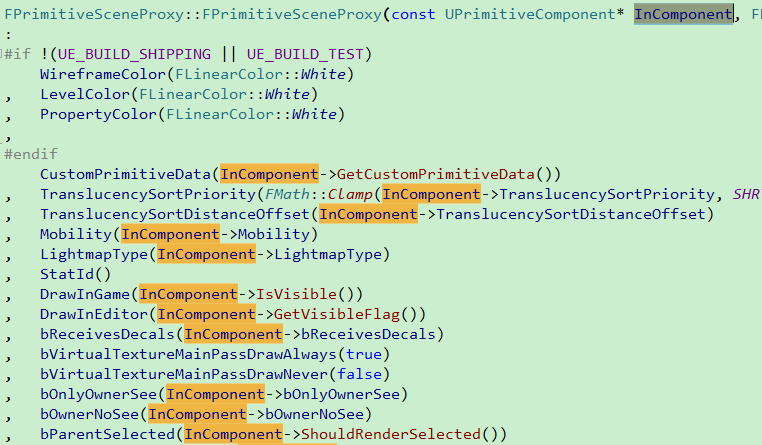 FPrimitiveSceneProxy::FPrimitiveSceneProxy(const UPrimitiveComponent* InComponent,
:
#if !(UE_BUILD_SHIPPING || UE_BUILD_TEST)
WireframeColor(FLinearColor::White)
, LevelColor(FLinearColor::White)
, PropertyColor(FLinearColor::White)
,
#endif
CustomPrimitiveData(InComponent->GetCustomPrimitiveData())
, TranslucencySortPriority(FMath::Clamp(InComponent->TranslucencySortPriority, SHR
, TranslucencySortDistanceOffset(InComponent->TranslucencySortDistanceOffset)
, Mobility(InComponent->Mobility)
, LightmapType(InComponent->LightmapType)
, StatId()
, DrawInGame(InComponent->IsVisible())
, DrawInEditor(InComponent->GetVisibleFlag())
, bReceivesDecals(InComponent->bReceivesDecals)
, bVirtualTextureMainPassDrawAlways(true)
, bVirtualTextureMainPassDrawNever(false)
, bOnlyOwnerSee(InComponent->bOnlyOwnerSee)
, bOwnerNoSee(InComponent->bOwnerNoSee)
, bParentSelected(InComponent->ShouldRenderSelected())